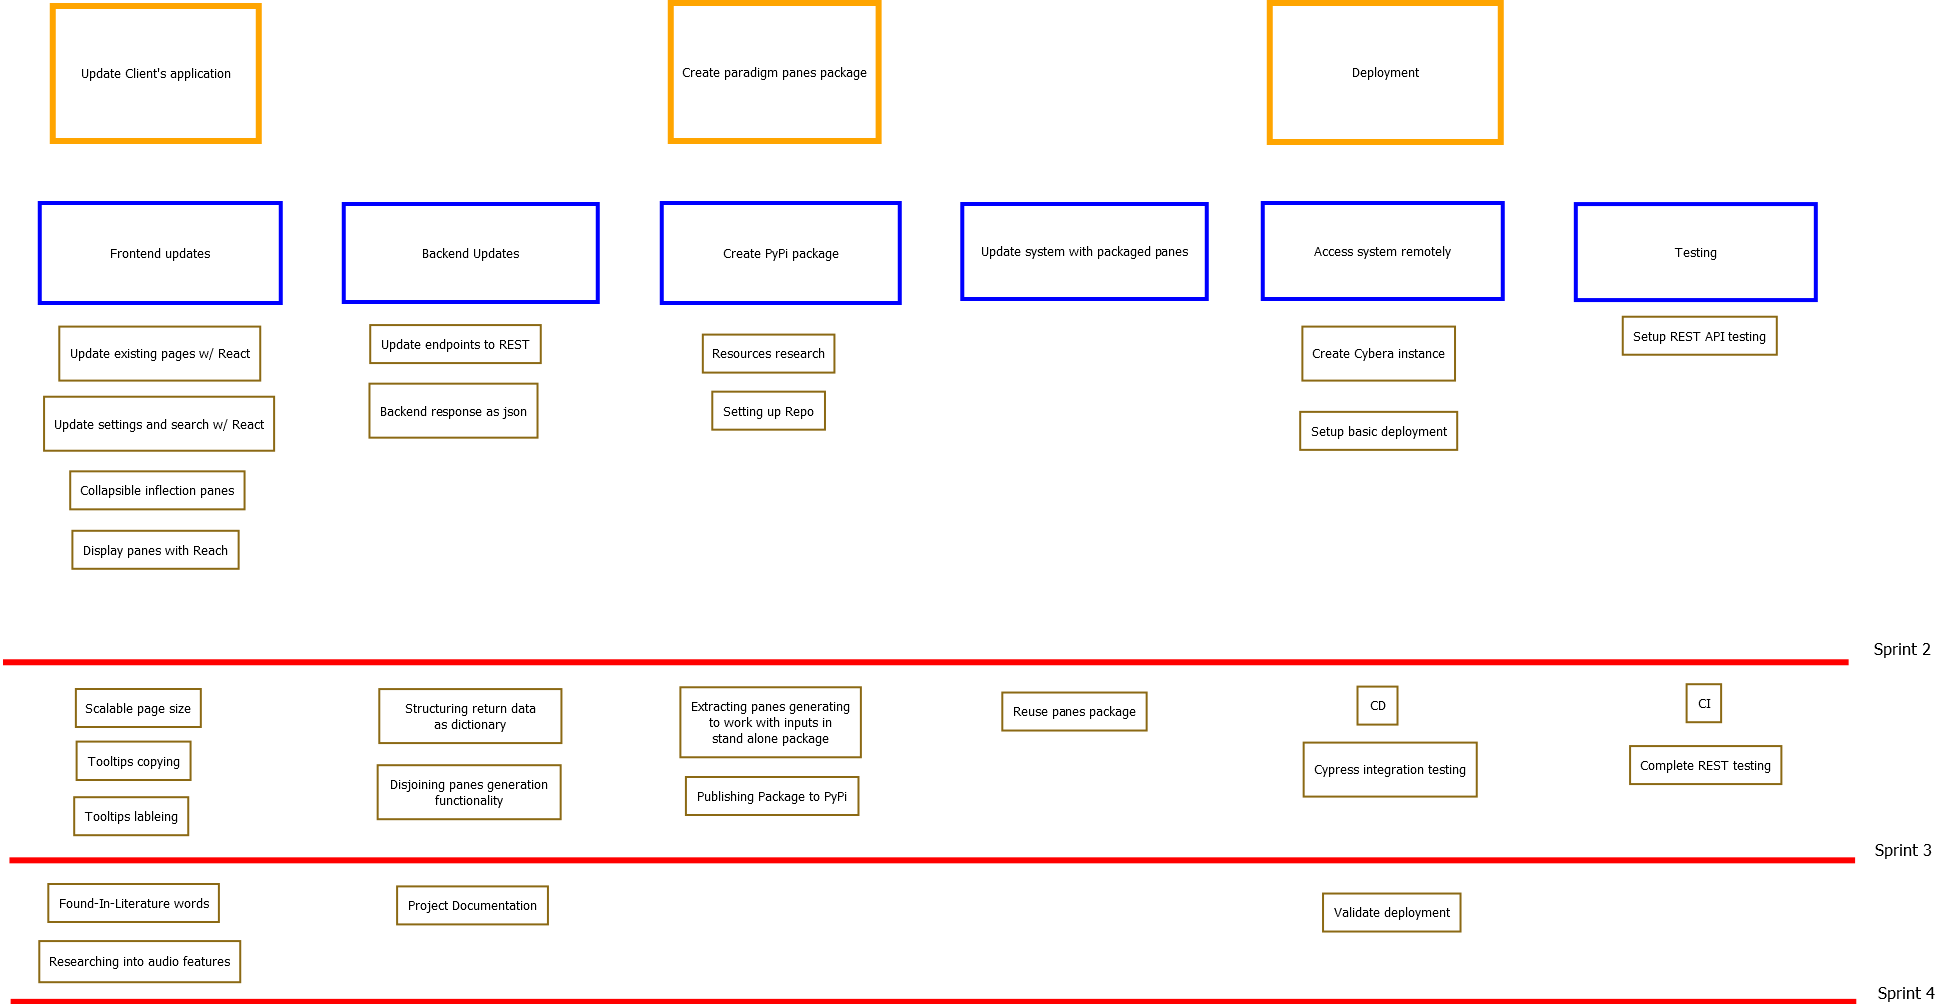 Update Client's application
Create paradigm panes package
Deployment
Frontend updates
Backend Updates
Create PyPi package
Update system with packaged panes
Access system remotely
Testing
Update existing pages w/ React
Update endpoints to REST
Resources research
Create Cybera instance
Setup REST API testing
Update settings and search w/ React
Backend response as json
Setting up Repo
Setup basic deployment
Collapsible inflection panes
Display panes with Reach
Sprint 2
Scalable page size
Structuring return data
as dictionary
Extracting panes generating
to work with inputs in
stand alone package
Reuse panes package
CD
CI
Tooltips copying
Disjoining panes generation
functionality
Publishing Package to PyPi
Cypress integration testing
Complete REST testing
Tooltips lableing
Sprint 3
Found-In-Literature words
Project Documentation
Validate deployment
Researching into audio features
Sprint 4